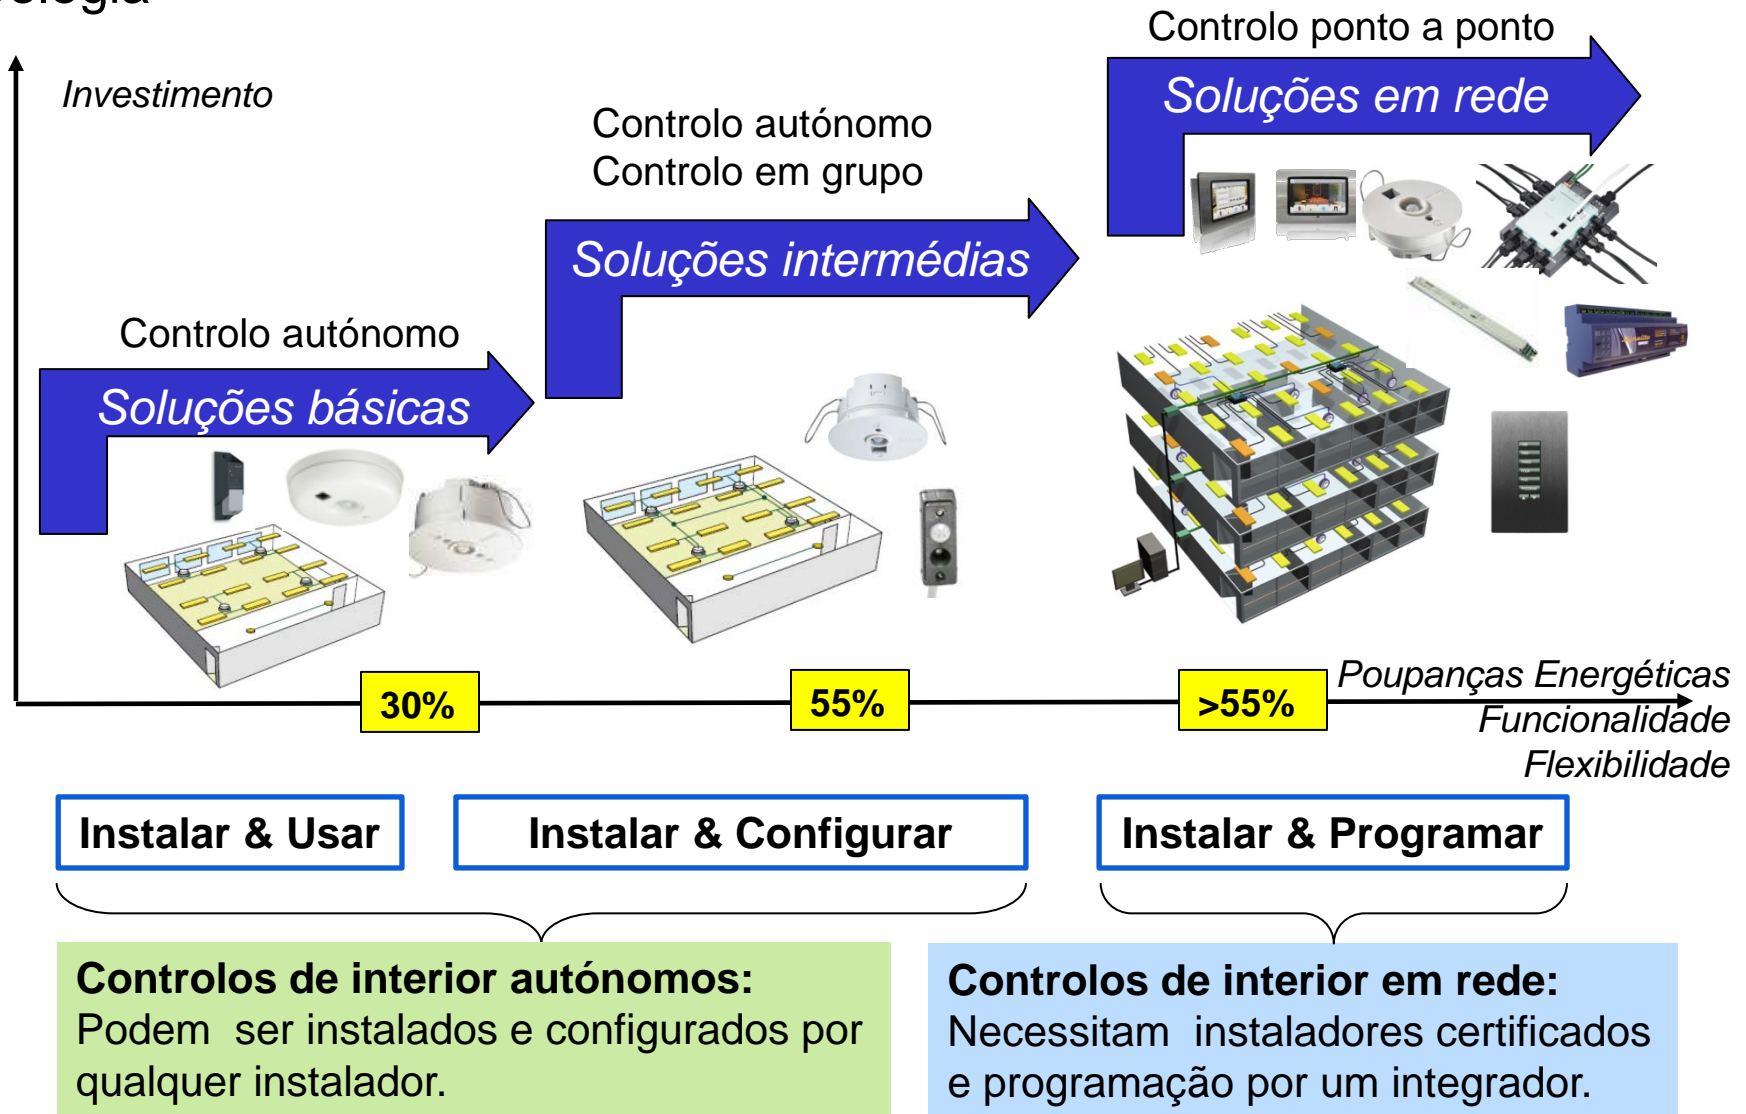 Controlo ponto a ponto
Investimento
Soluções em rede
Controlo autónomo
Controlo em grupo
Soluções intermédias
Controlo autónomo
Soluções básicas
30%
55%
>55%
Poupanças Energéticas
Funcionalidade
Flexibilidade
Instalar & Usar
Instalar & Configurar
Instalar & Programar
Controlos de interior autónomos:
Podem ser instalados e configurados por
qualquer instalador.
Controlos de interior em rede:
Necessitam instaladores certificados
e programação por um integrador.